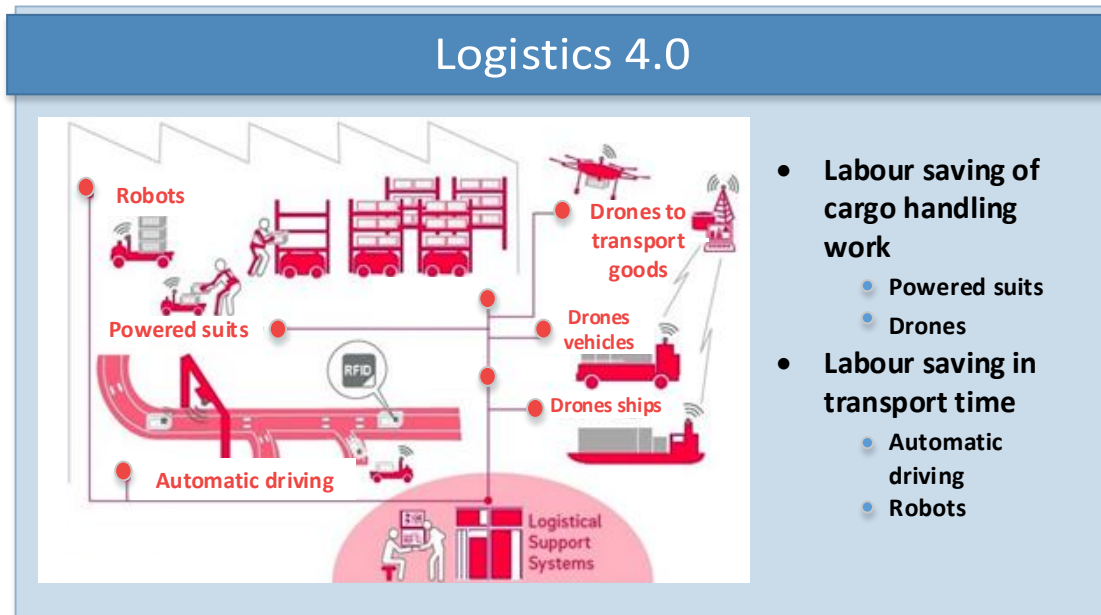 Logistics 4.0
Robots
Powered suits
RFID
Automatic driving
Drones to
transport
goods
Drones
vehicles
Drones ships
Logistical
Support
Systems
• Labour saving of
cargo handling
work
• Powered suits
• Drones
• Labour saving in
transport time
• Automatic
driving
• Robots